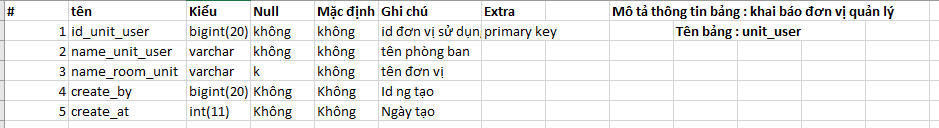 # tên Kiểu Null Mặc định Ghi chú Extra Mô tả thông tin bảng : khai báo đơn vị quản lý
1 id_unit_user bigint(20) không không id đơn vị sử dụng primary key Tên bảng : unit_user
2 name_unit_user varchar không không tên phòng ban
3 name_room_unit varchar k không tên đơn vị
4 create_by bigint(20) Không Không Id ng tạo
5 create_at int(11) Không Không Ngày tạo